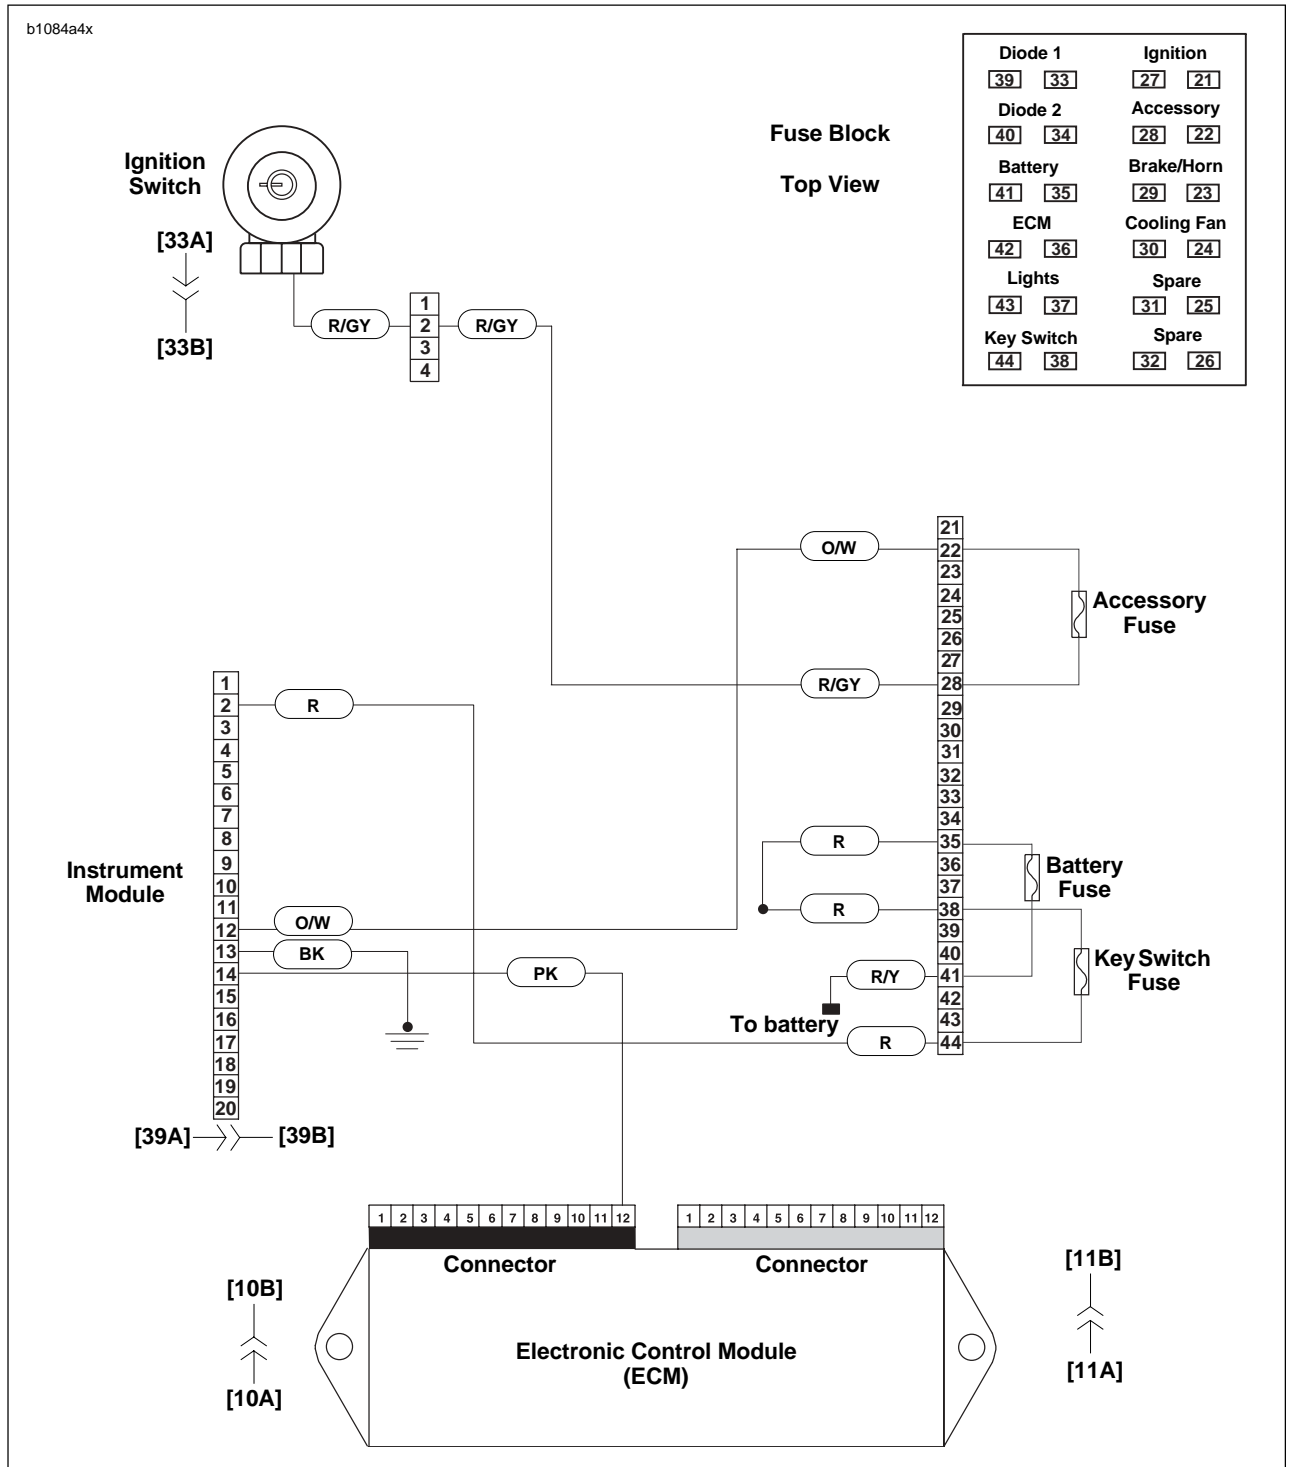 b1084a4x
Diode 1 Ignition
39 33 27 21
Diode 2 Accessory
40 34 28 22
Battery Brake/Horn
41 35 29 23
ECM Cooling Fan
42 36 30 24
Lights Spare
43 37 31 25
Key Switch Spare
44 38 32 26
Fuse Block
Top View
Ignition
Switch
[33A]
[33B]
R/GY
1
2
3
4
R/GY
O/W
R/GY
21
22
23
24
25
26
27
28
29
30
31
32
33
34
35
36
37
38
39
40
41
42
43
44
Accessory
Fuse
Battery
Fuse
Key Switch
Fuse
R
R
R/Y
To battery
R
Instrument
Module
1
2
3
4
5
6
7
8
9
10
11
12
13
14
15
16
17
18
19
20
R
O/W
BK
PK
[39A] [39B]
1 2 3 4 5 6 7 8 9 10 11 12
1 2 3 4 5 6 7 8 9 10 11 12
Connector
Connector
[10B]
[10A]
[11B]
[11A]
Electronic Control Module
(ECM)